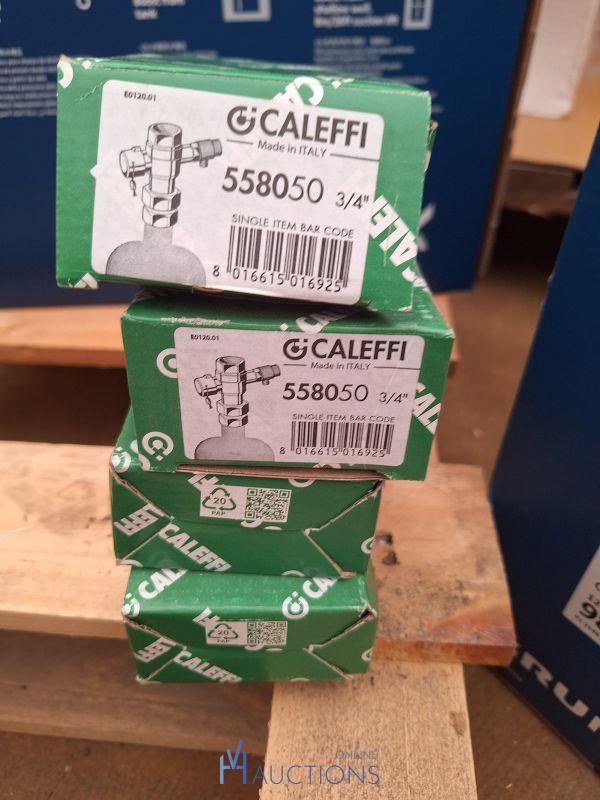 E0120.01
CALEFFI
Made in ITALY
558050 3/4"
SINGLE ITEM BAR CODE
8 016615 016925
CALEFFI
E0120.01
CALEFFI
Made in ITALY
558050 3/4"
SINGLE ITEM BAR CODE
8 016615 016925
20
PAP
CALEFFI
20
PAP
CALEFFI
ONLINE
AUCTIONS